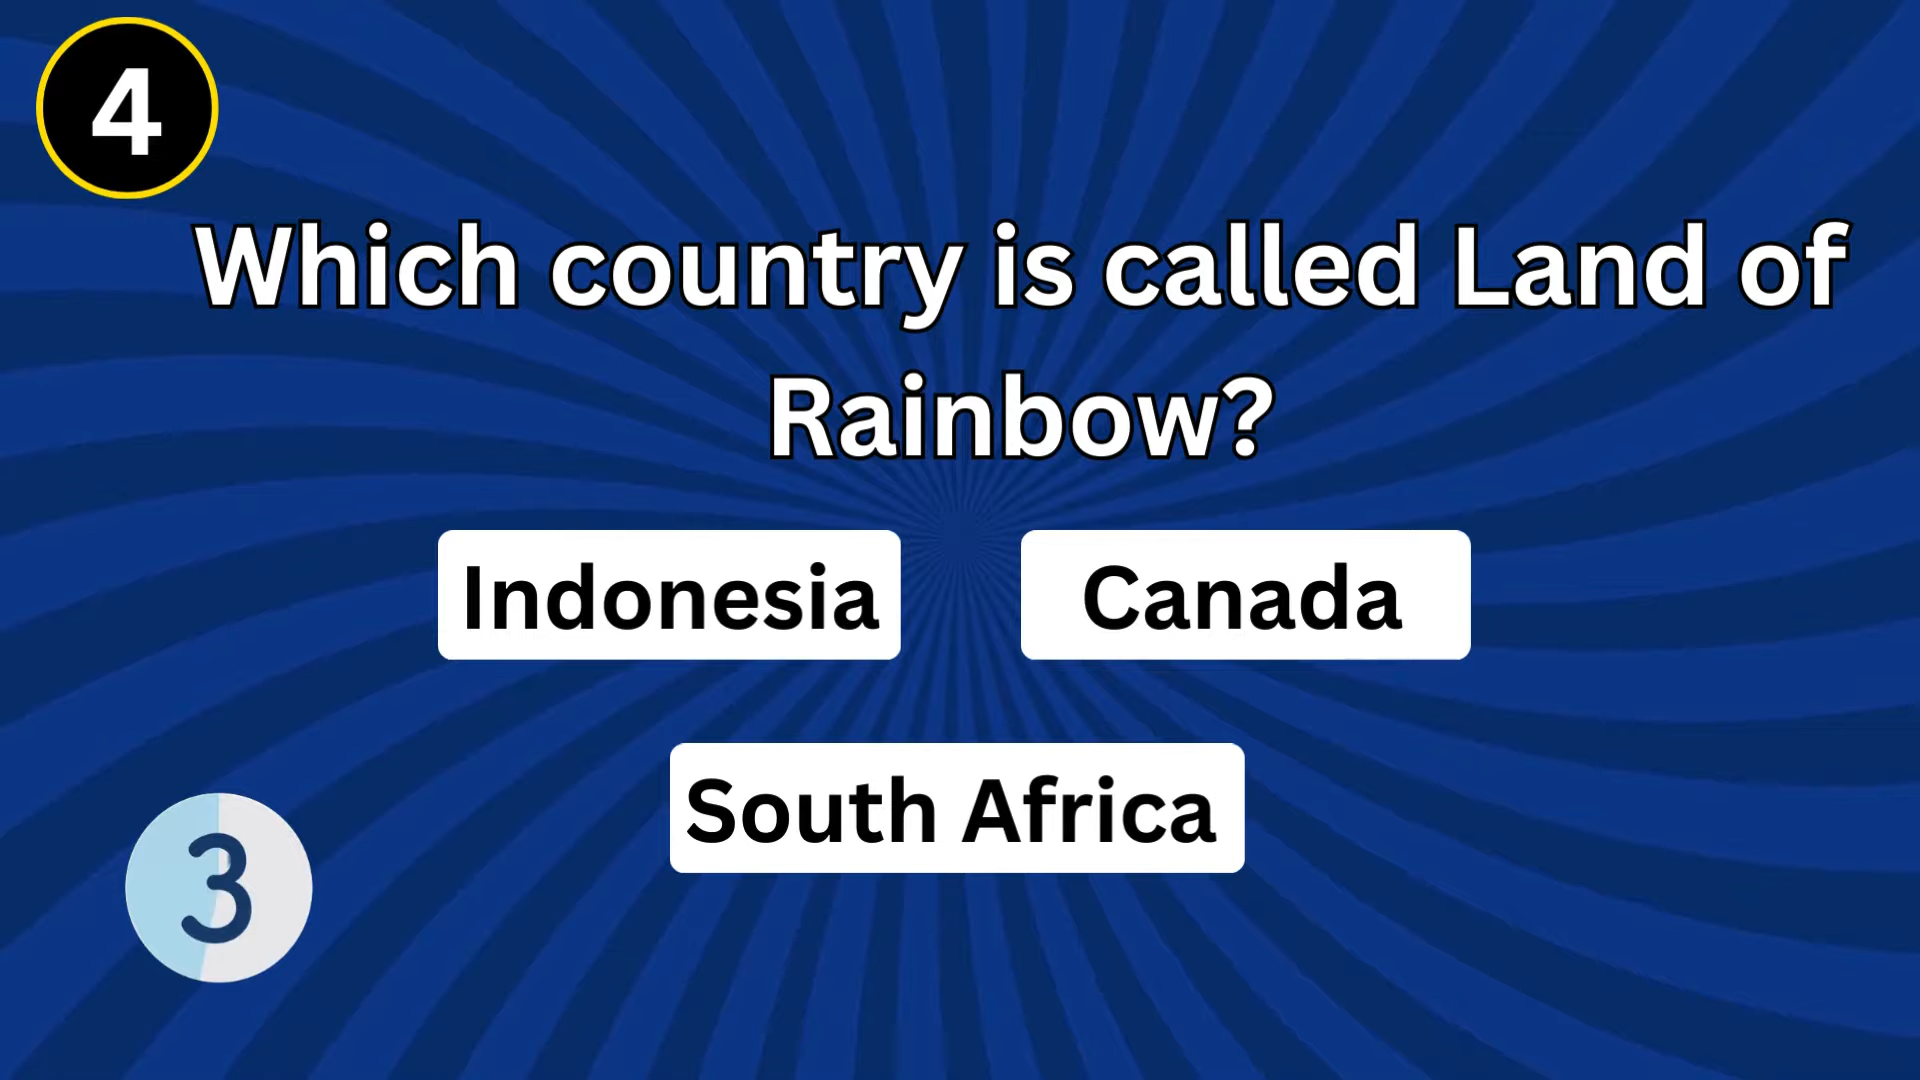 4
Which country is called Land of
Rainbow?
Indonesia
Canada
South Africa
3